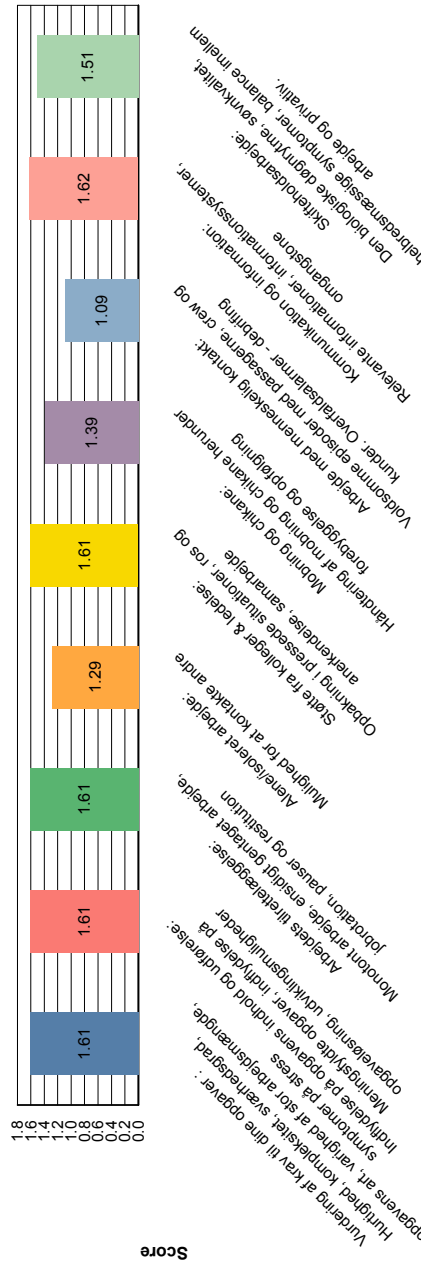 Score
1.8
1.6
1.4
1.2
1.0
0.8
0.6
0.4
0.2
0.0
1.61
1.61
1.61
1.29
1.61
1.39
1.09
1.62
1.51
Vurdering af krav til dine opgaver :
Hurtighed, kompleksitet, sværhedsgrad,
opgavens art, varighed af stor arbejdsmængde,
symptomer på stress
Indflydelse på opgavens indhold og udførelse:
Meningsfyldte opgaver, indflydelse på
opgaveløsning, udviklingsmuligheder
Arbejdets tilrettelæggelse:
Monotont arbejde, ensidigt gentaget arbejde,
jobrotation, pauser og restitution
Alene/isoleret arbejde:
Mulighed for at kontakte andre
Støtte fra kolleger & ledelse:
Opbakning i pressede situationer, ros og
anerkendelse, samarbejde
Mobning og chikane:
Håndtering af mobning og chikane herunder
forebyggelse og opfølgning
Arbejde med menneskelig kontakt:
Voldsomme episoder med passagerne, crew og
kunder. Overfaldsalarmer - debrifing
Kommunikation og information:
Relevante informationer, informationssystemer,
omgangstone
Skifteholdsarbejde:
Den biologiske døgnrytme, søvnkvalitet,
helbredsmæssige symptomer, balance imellem
arbejde og privatliv.